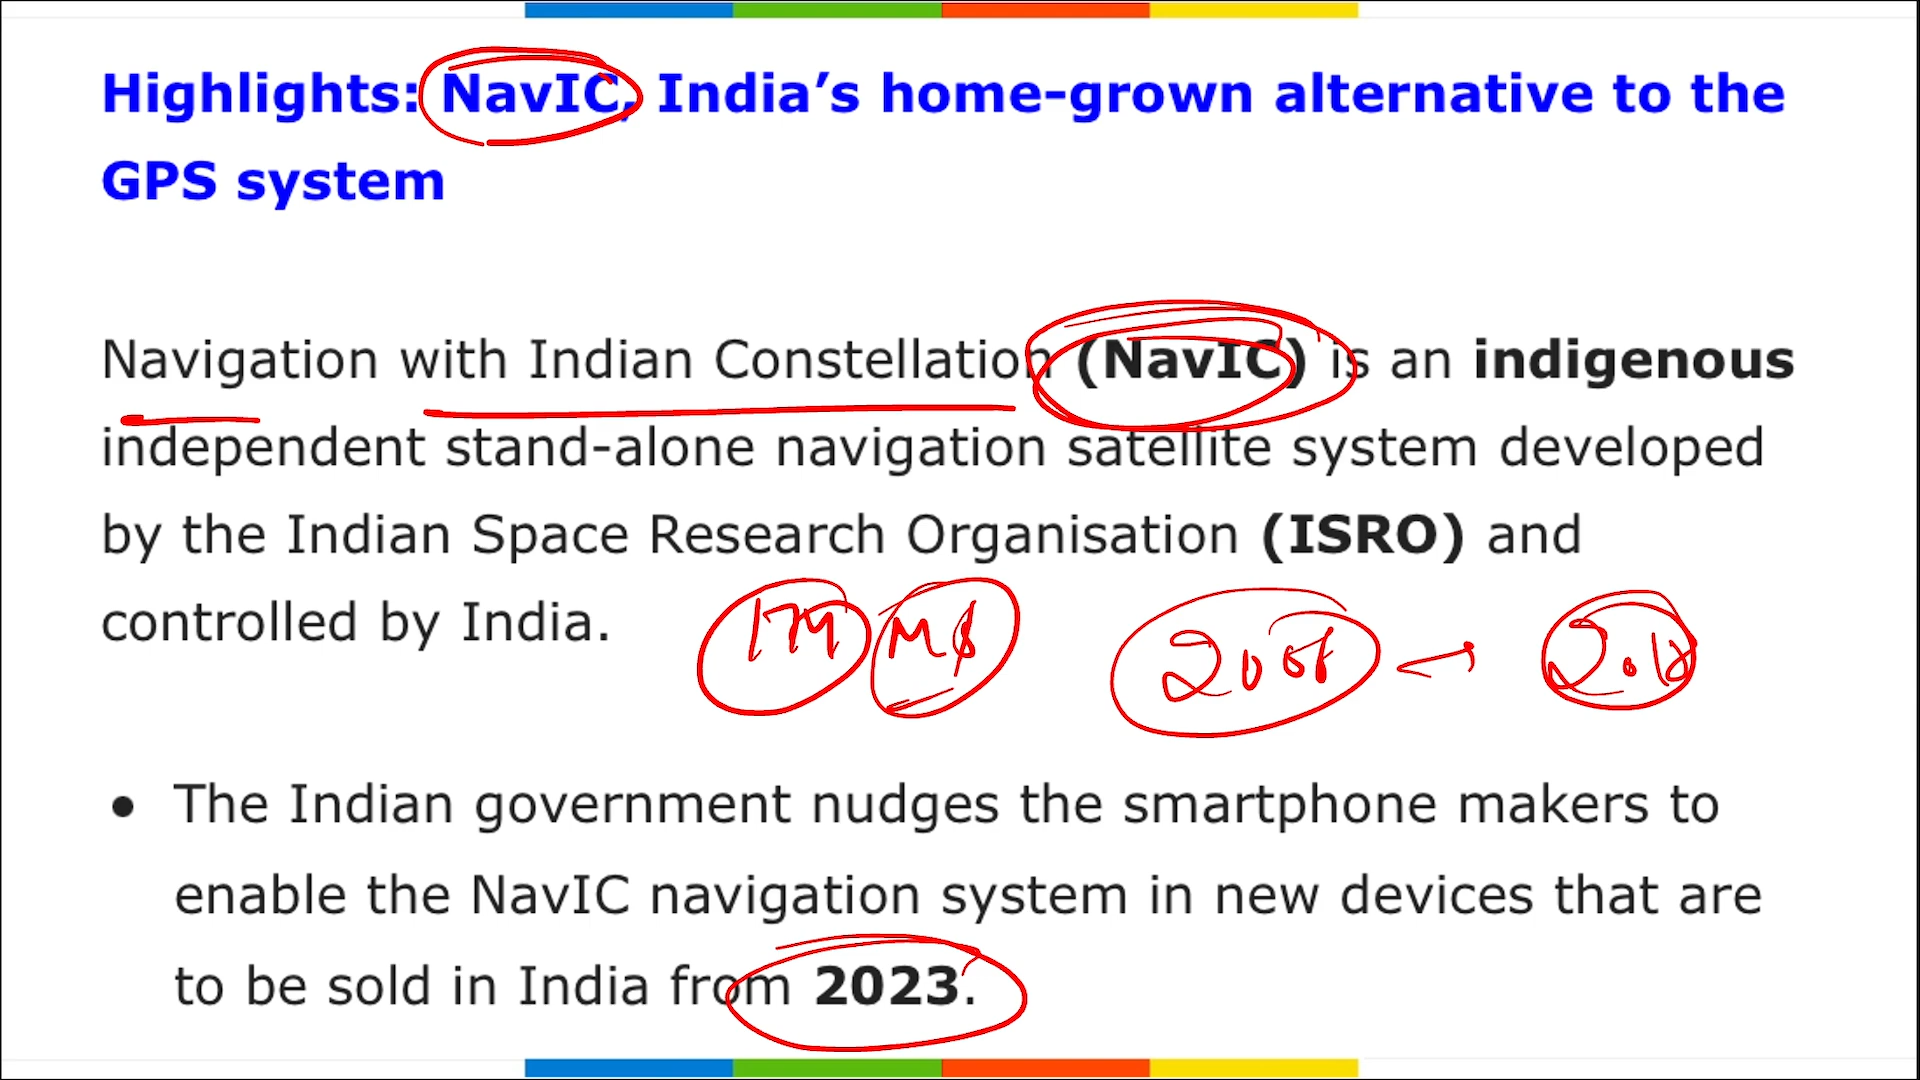 Highlights: NavIC, India’s home-grown alternative to the
GPS system
Navigation with Indian Constellation (NavIC) is an indigenous
independent stand-alone navigation satellite system developed
by the Indian Space Research Organisation (ISRO) and
controlled by India.
M$
• The Indian government nudges the smartphone makers to
enable the NavIC navigation system in new devices that are
to be sold in India from 2023.